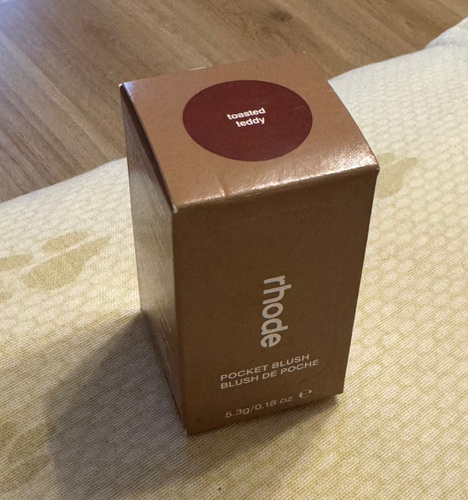 toasted
teddy
rhode
POCKET BLUSH
BLUSH DE POCHE
5.3g/0.18 oz ℮